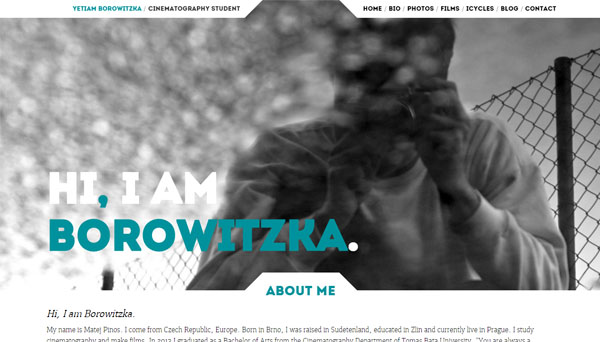 YETIAM BOROWITZKA / CINEMATOGRAPHY STUDENT
HOME / BIO / PHOTOS / FILMS / ICYCLES / BLOG / CONTACT
HI, I AM
BOROWITZKA.
ABOUT ME
Hi, I am Borowitzka.
My name is Matej Pinos. I come from Czech Republic, Europe. Born in Brno, I was raised in Sudetenland, educated in Zlin and currently live in Prague. I study
cinematography and make films. In 2013 I graduated as a Bachelor of Arts from the Cinematography Department of Tomas Bata University. "You are always a